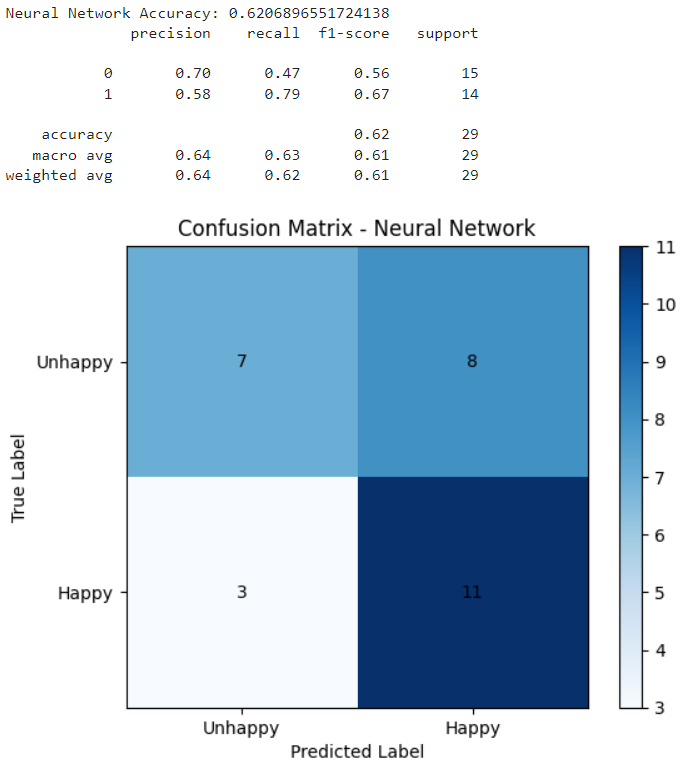 Neural Network Accuracy: 0.6206896551724138
precision recall f1-score support
0 0.70 0.47 0.56 15
1 0.58 0.79 0.67 14
accuracy 0.62 29
macro avg 0.64 0.63 0.61 29
weighted avg 0.64 0.62 0.61 29
Confusion Matrix - Neural Network
11
10
9
8
7
6
5
4
3
Unhappy 7 8
Happy 3 11
True Label
Unhappy Happy
Predicted Label